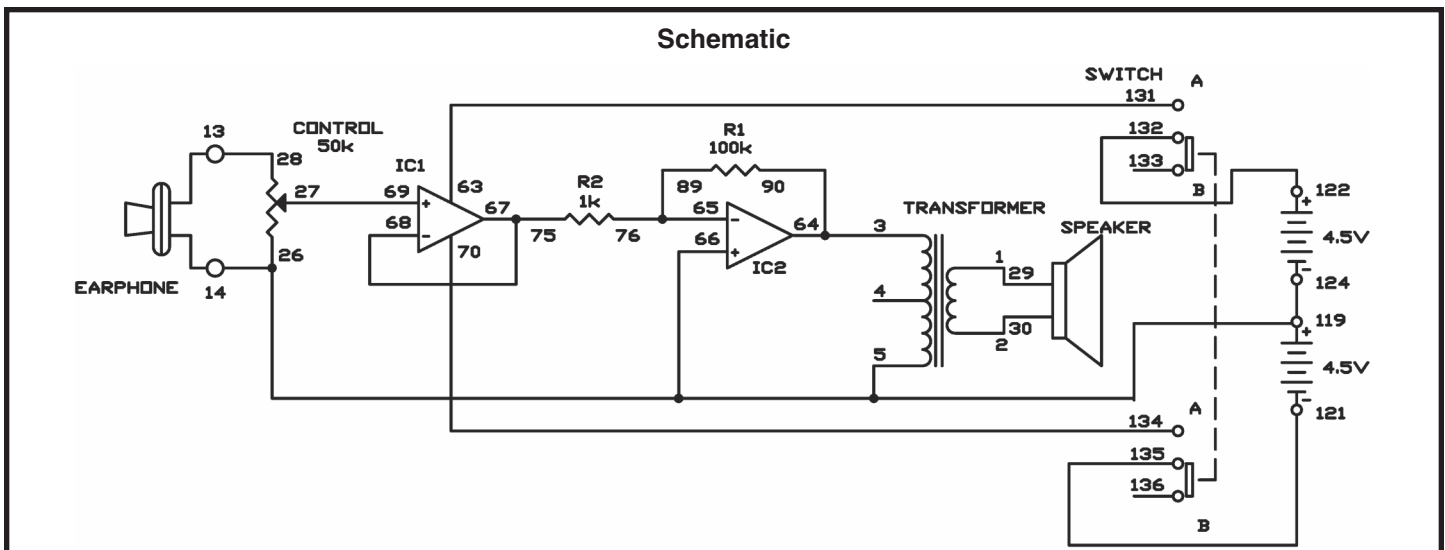 Schematic
SWITCH
A
131
132
133
B
13
CONTROL
50k
28
27
26
14
EARPHONE
IC1
69
+
68
-
63
67
70
R2
1k
75
76
R1
100k
89
90
65
-
66
+
64
IC2
TRANSFORMER
3
4
5
1
29
30
2
SPEAKER
122
+
4.5V
-
124
119
+
4.5V
-
121
A
134
135
136
B